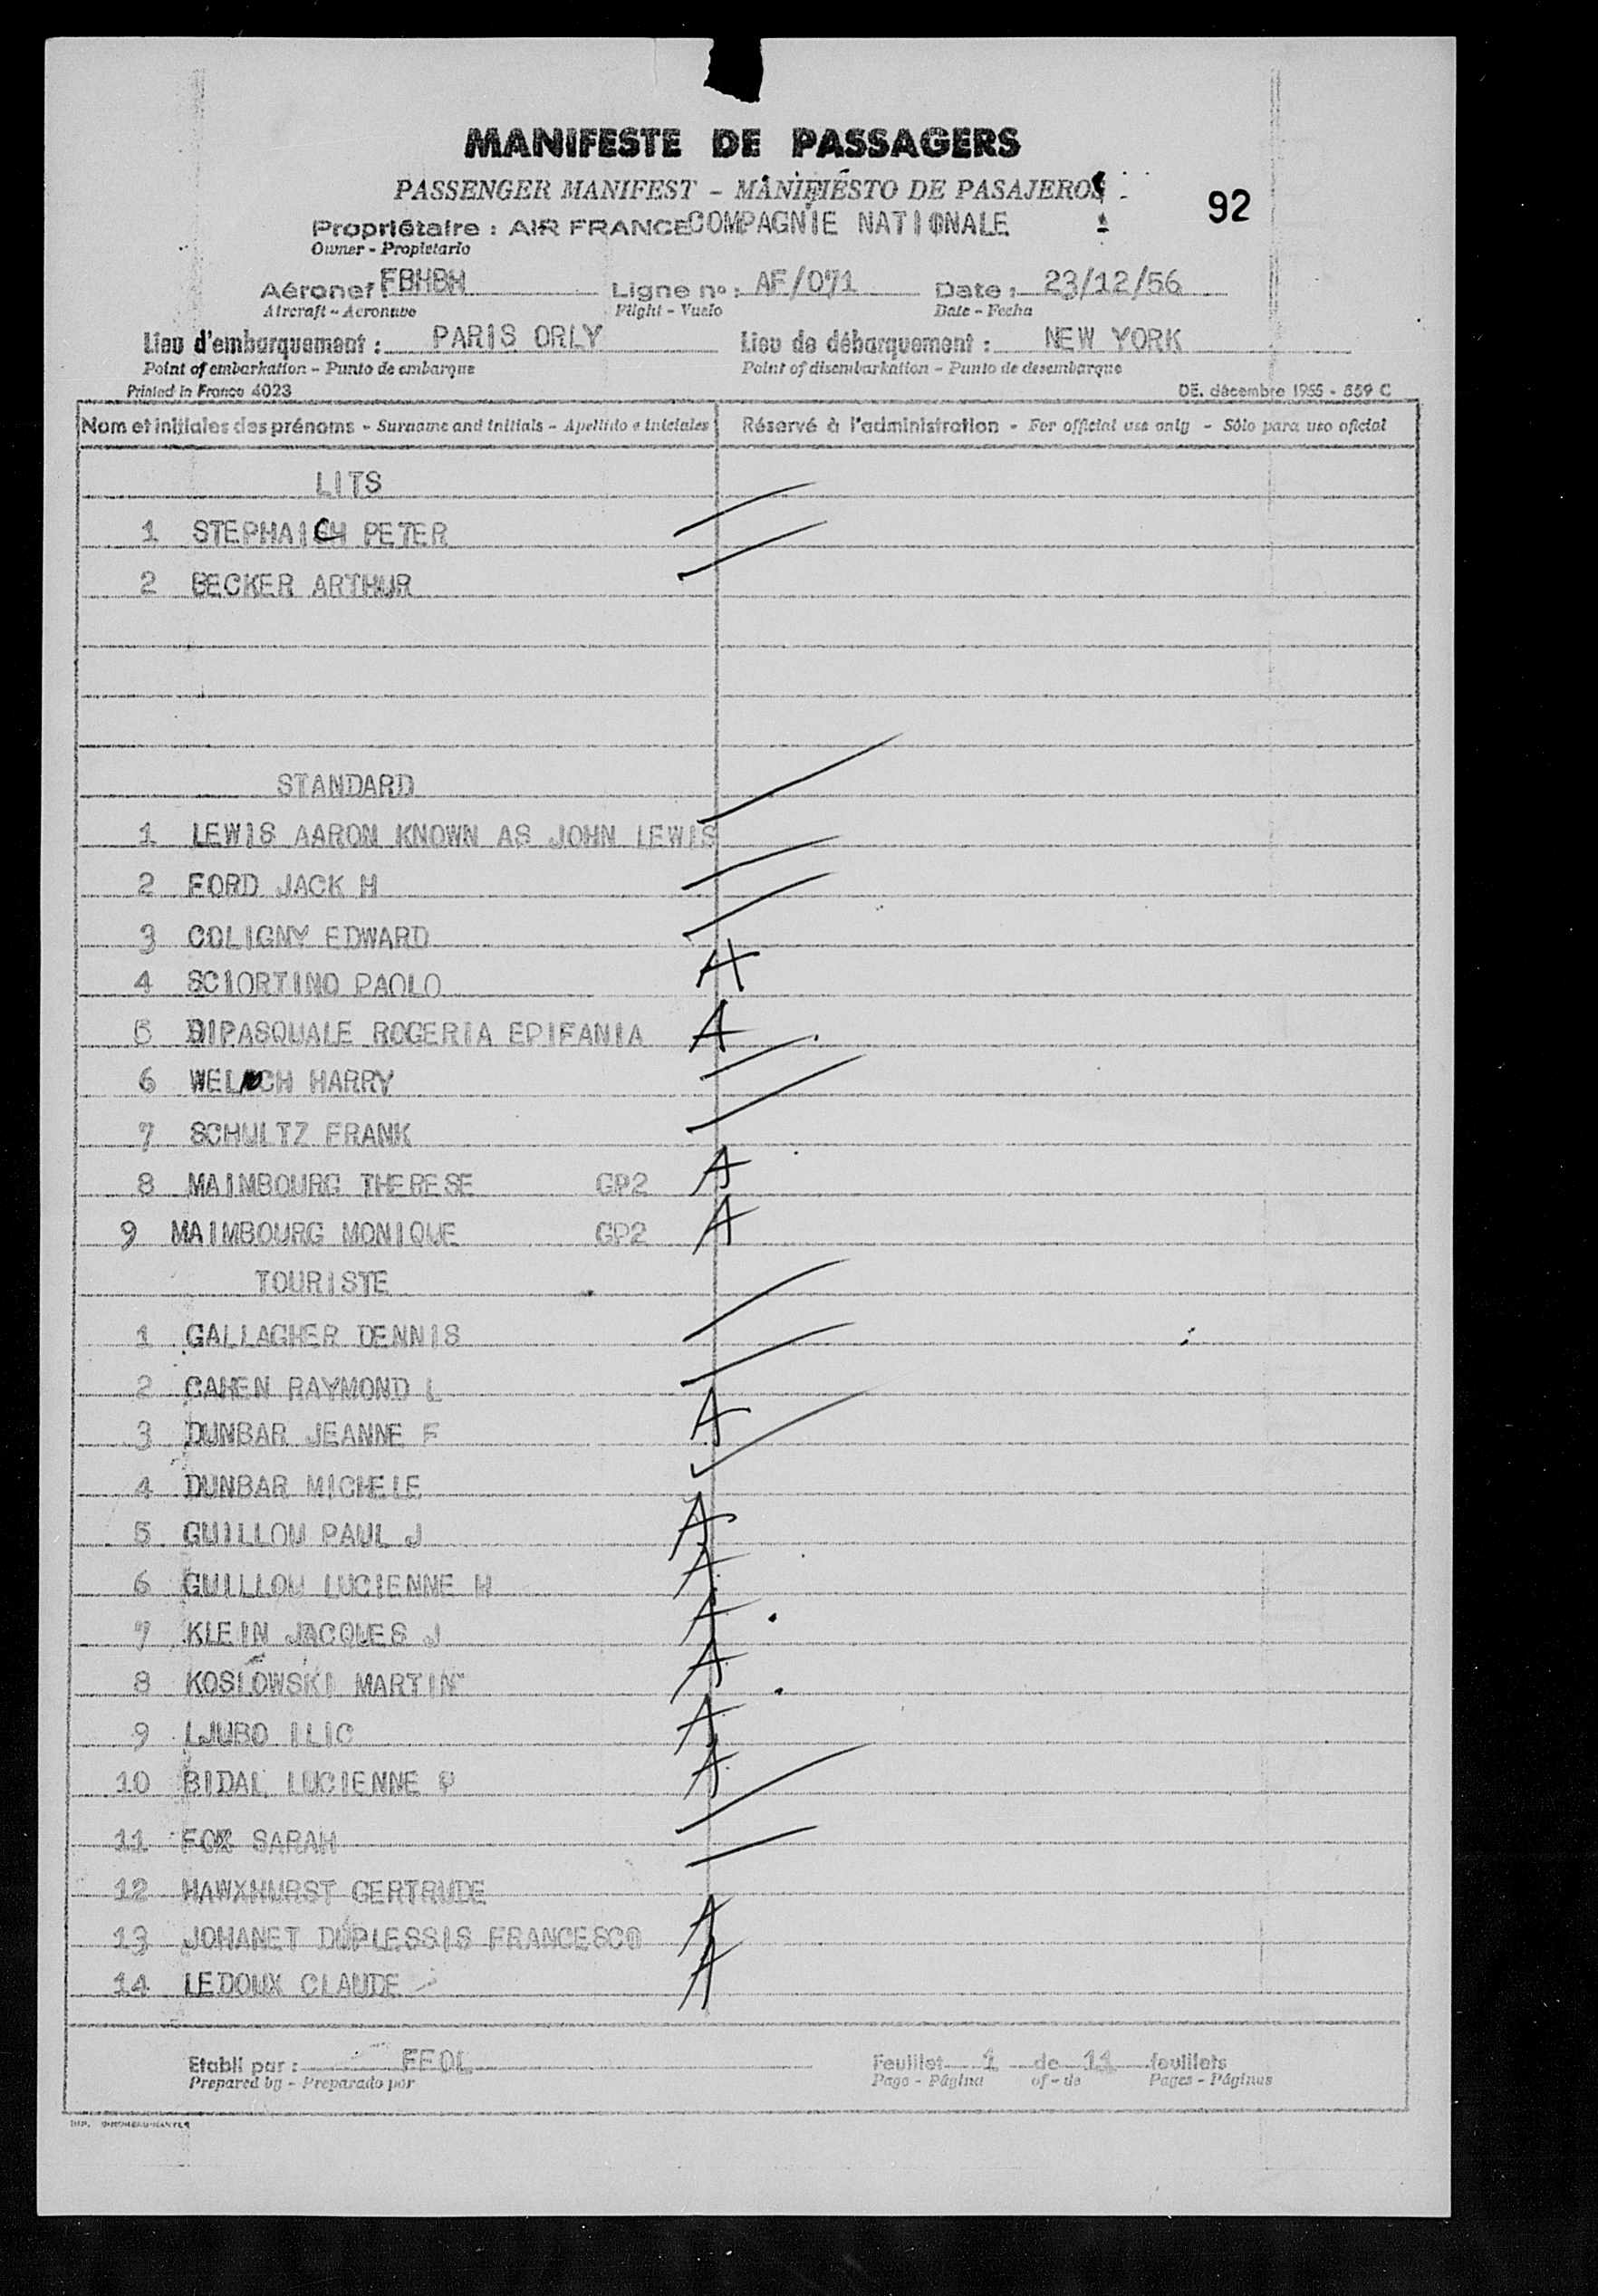 MANIFESTE DE PASSAGERS
PASSENGER MANIFEST - MANIFIESTO DE PASAJEROS
92
Propriétaire : AIR FRANCE COMPAGNIE NATIONALE
Owner - Propietario
Aéronef : FBHBH Ligne nº : AF/071 Date : 23/12/56
Aircraft - Aeronave Flight - Vuelo Date - Fecha
Lieu d'embarquement : PARIS ORLY Lieu de débarquement : NEW YORK
Point of embarkation - Punto de embarque Point of disembarkation - Punto de desembarque
Printed in France 4023 DE. décembre 1955 - 559 C
Nom et initiales des prénoms - Surname and initials - Apellido e iniciales Réservé à l'administration - For official use only - Sólo para uso oficial
LITS
1 STEPHAICH PETER
2 BECKER ARTHUR
STANDARD
1 LEWIS AARON KNOWN AS JOHN LEWIS
2 FORD JACK H
3 COLIGNY EDWARD
4 SCIORTINO PAOLO A
5 DIPASQUALE ROGERIA EPIFANIA A
6 WELCH HARRY
7 SCHULTZ FRANK
8 MAIMBOURG THERESE GP2 A
9 MAIMBOURG MONIQUE GP2 A
TOURISTE
1 GALLAGHER DENNIS
2 CAHEN RAYMOND L
3 DUNBAR JEANNE F A
4 DUNBAR MICHELE
5 GUILLOU PAUL J A
6 GUILLOU LUCIENNE H A
7 KLEIN JACQUES J A
8 KOSLOWSKI MARTIN A
9 LJUBO ILIC A
10 BIDAL LUCIENNE P A
11 FOX SARAH
12 HAWXHURST GERTRUDE
13 JOHANET DUPLESSIS FRANCESCO A
14 LEDOUX CLAUDE A
Etabli par : FFOL Feuillet 1 de 11 feuillets
Prepared by - Preparado por Page - Página of - de Pages - Páginas